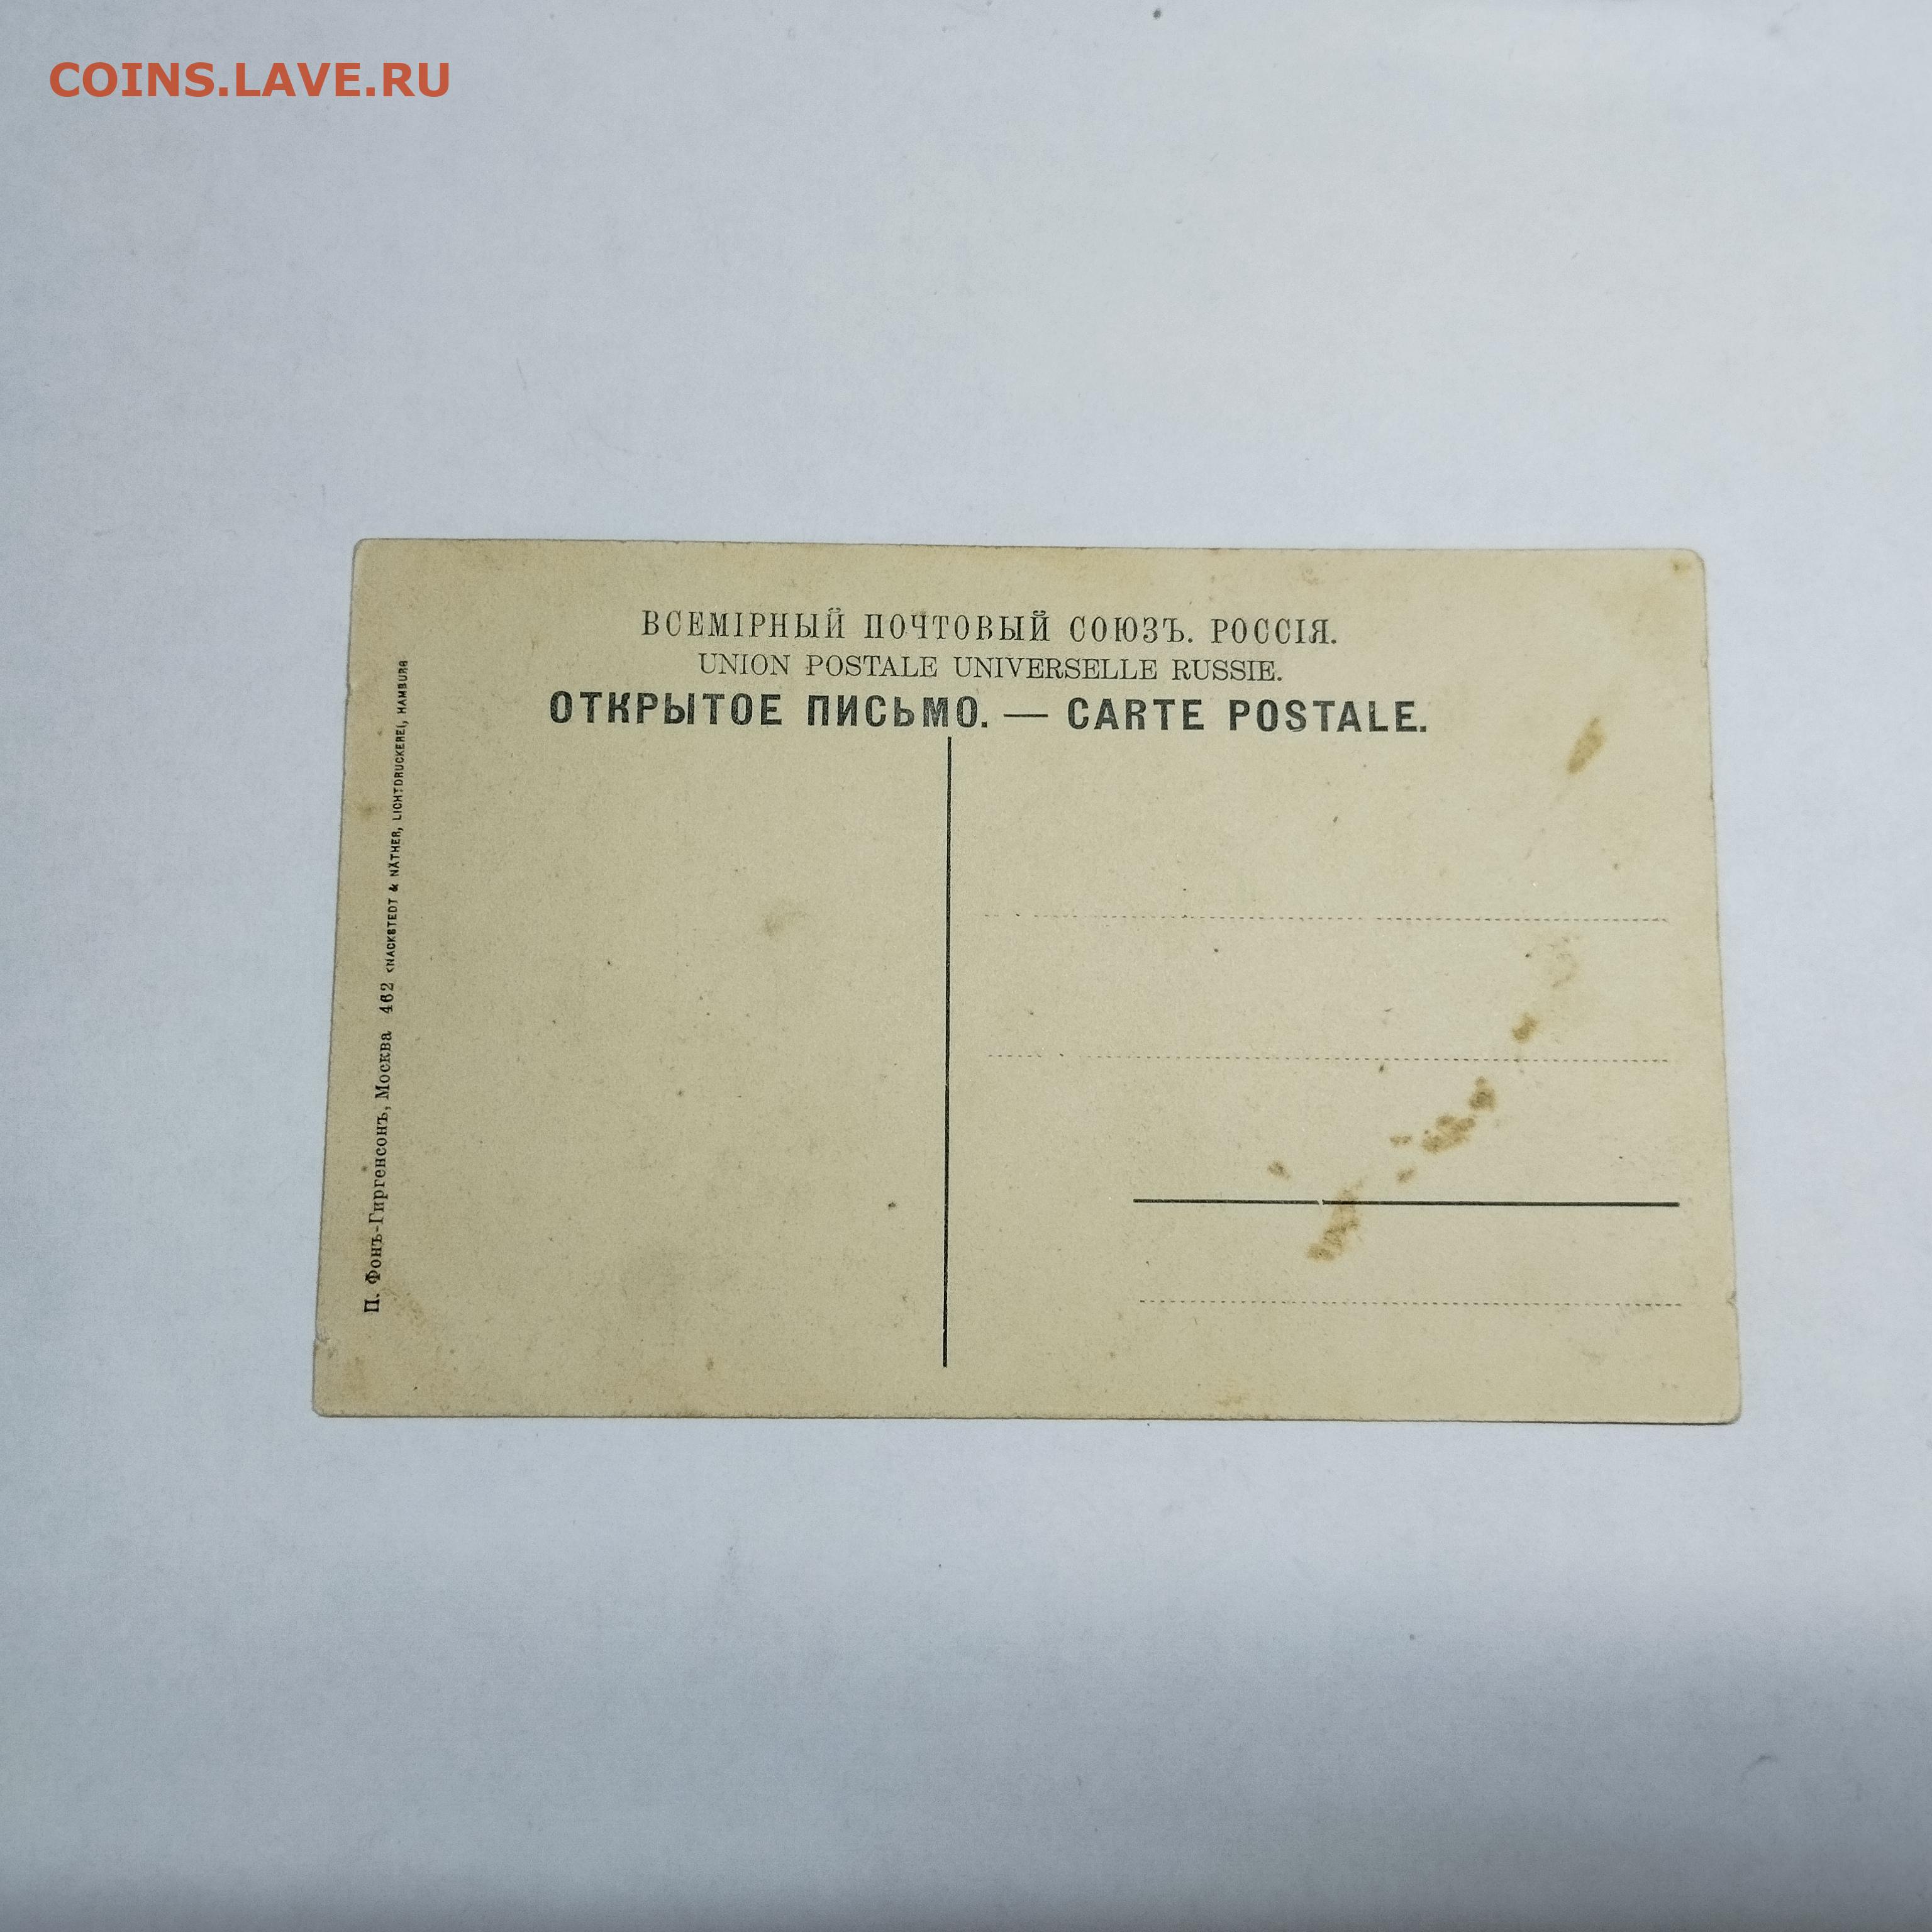 COINS.LAVE.RU
ВСЕМІРНЫЙ ПОЧТОВЫЙ СОЮЗЪ. РОССІЯ.
UNION POSTALE UNIVERSELLE RUSSIE.
ОТКРЫТОЕ ПИСЬМО. — CARTE POSTALE.
П. Фонъ-Гиргенсонъ, Москва 462 <NACKSTEDT & NÄTHER, LICHTDRUCKEREI, HAMBURG